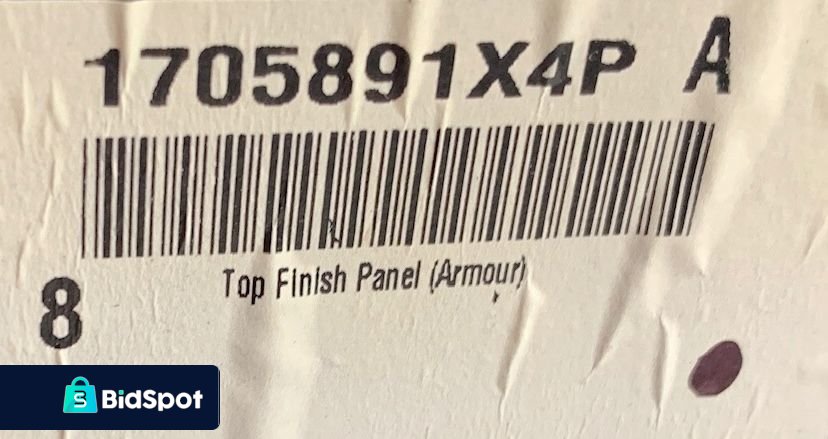 1705891X4P A
Top Finish Panel (Armour)
8
BidSpot